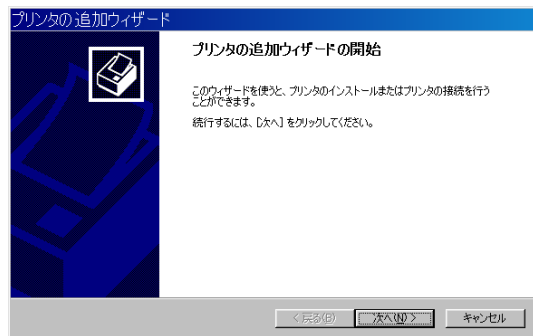 プリンタの追加ウィザード
プリンタの追加ウィザードの開始
このウィザードを使うと、プリンタのインストールまたはプリンタの接続を行う
ことができます。
続行するには、[次へ] をクリックしてください。
< 戻る(B)
次へ(N) >
キャンセル